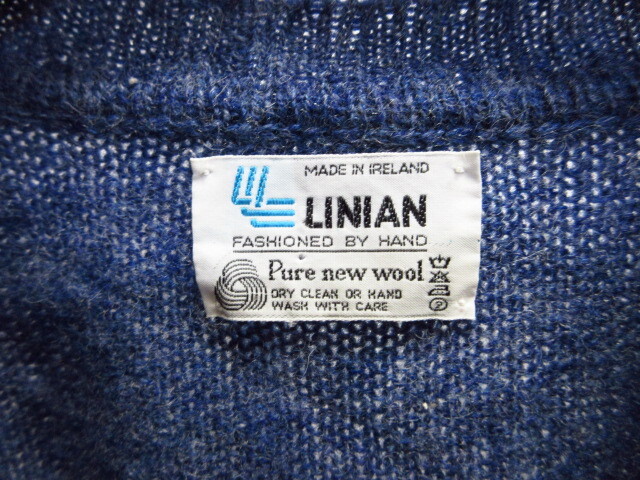 MADE IN IRELAND
LINIAN
FASHIONED BY HAND
Pure new wool
DRY CLEAN OR HAND
WASH WITH CARE